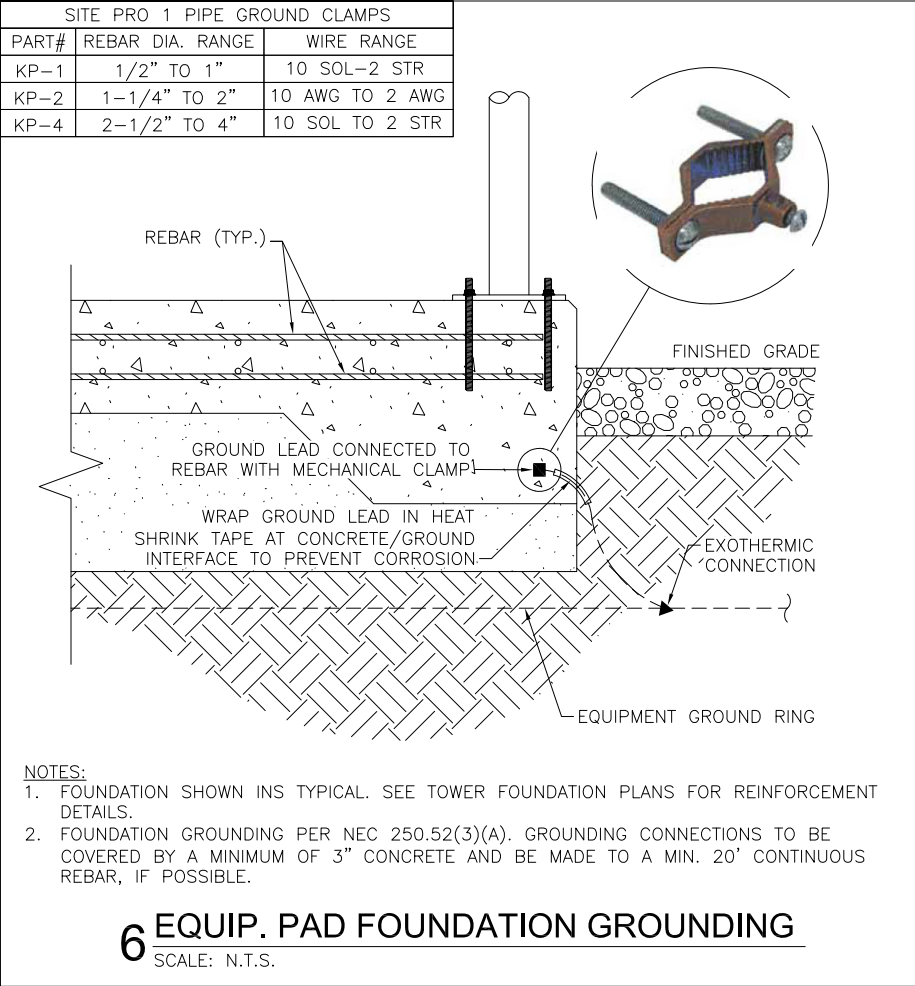 SITE PRO 1 PIPE GROUND CLAMPS
PART# REBAR DIA. RANGE WIRE RANGE
KP-1 1/2" TO 1" 10 SOL-2 STR
KP-2 1-1/4" TO 2" 10 AWG TO 2 AWG
KP-4 2-1/2" TO 4" 10 SOL TO 2 STR
REBAR (TYP.)
FINISHED GRADE
GROUND LEAD CONNECTED TO
REBAR WITH MECHANICAL CLAMP
WRAP GROUND LEAD IN HEAT
SHRINK TAPE AT CONCRETE/GROUND
INTERFACE TO PREVENT CORROSION
EXOTHERMIC
CONNECTION
EQUIPMENT GROUND RING
NOTES:
1. FOUNDATION SHOWN INS TYPICAL. SEE TOWER FOUNDATION PLANS FOR REINFORCEMENT
DETAILS.
2. FOUNDATION GROUNDING PER NEC 250.52(3)(A). GROUNDING CONNECTIONS TO BE
COVERED BY A MINIMUM OF 3" CONCRETE AND BE MADE TO A MIN. 20' CONTINUOUS
REBAR, IF POSSIBLE.
6 EQUIP. PAD FOUNDATION GROUNDING
SCALE: N.T.S.